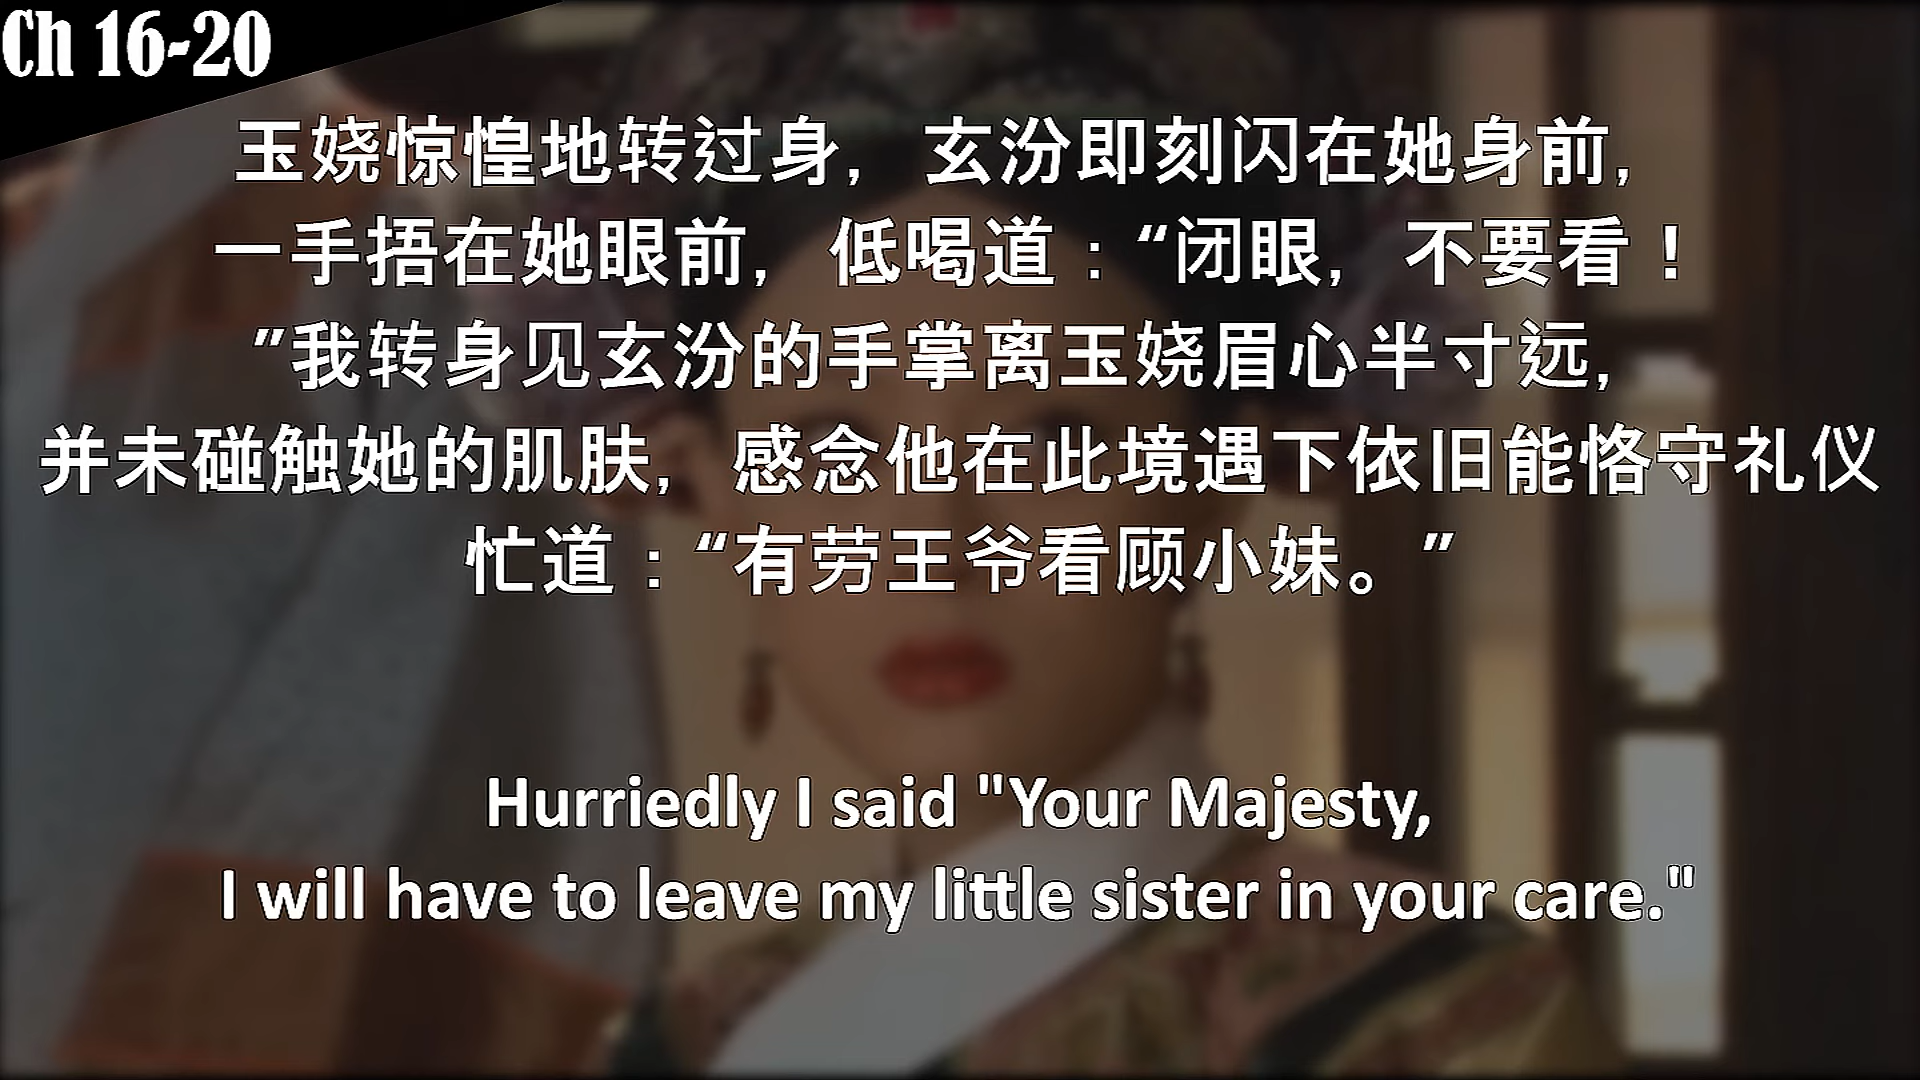 Ch 16-20
玉娆惊惶地转过身，玄汾即刻闪在她身前，
一手捂在她眼前，低喝道：“闭眼，不要看！
”我转身见玄汾的手掌离玉娆眉心半寸远，
并未碰触她的肌肤，感念他在此境遇下依旧能恪守礼仪
忙道：“有劳王爷看顾小妹。”
Hurriedly I said "Your Majesty,
I will have to leave my little sister in your care."